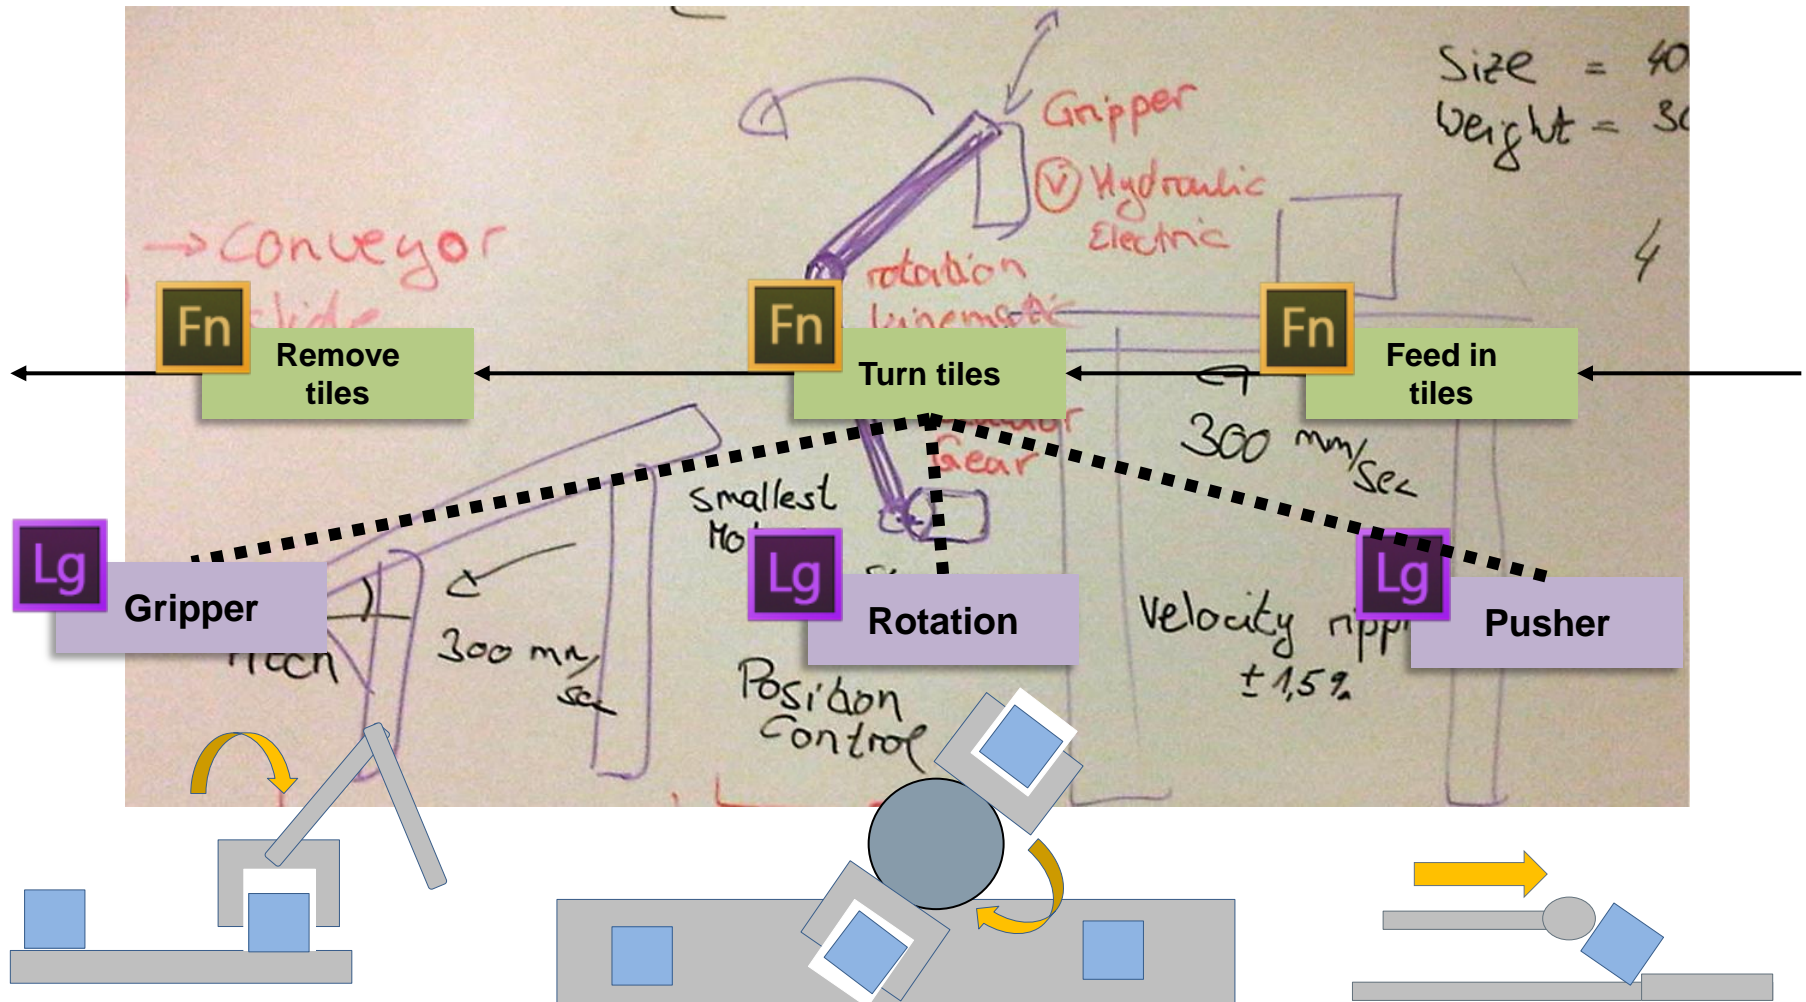 Size = 40
Weight = 30
Gripper
V Hydraulic
Electric
→ Conveyor
slide
rotation
kinematic
4
Fn
Remove
tiles
Fn
Turn tiles
Fn
Feed in
tiles
Gear
300 mm/sec
smallest
Lg
Gripper
Lg
Rotation
Lg
Pusher
300 mm/sec
Velocity
± 1,5%
Position
Control